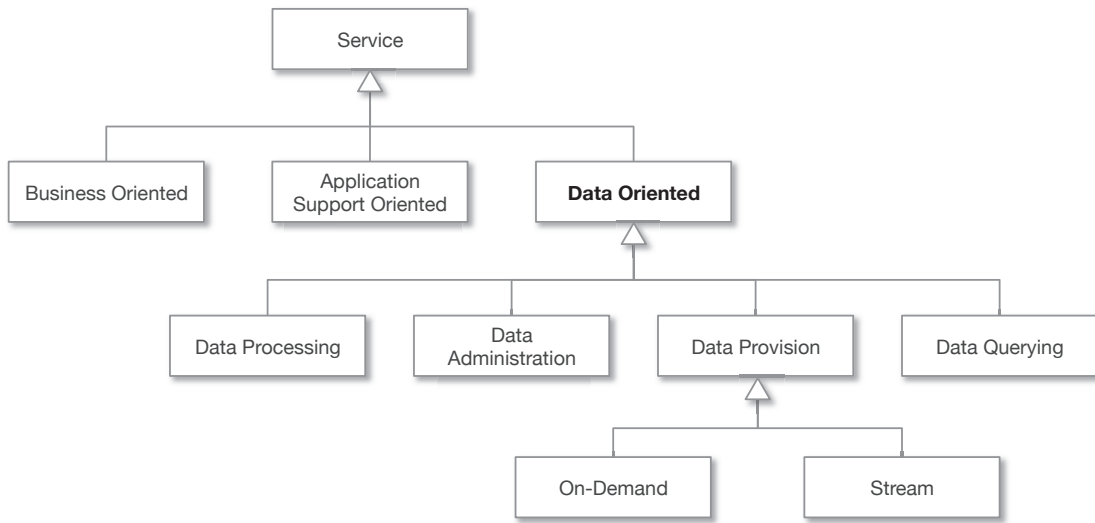 Service
Business Oriented
Application
Support Oriented
Data Oriented
Data Processing
Data
Administration
Data Provision
Data Querying
On-Demand
Stream